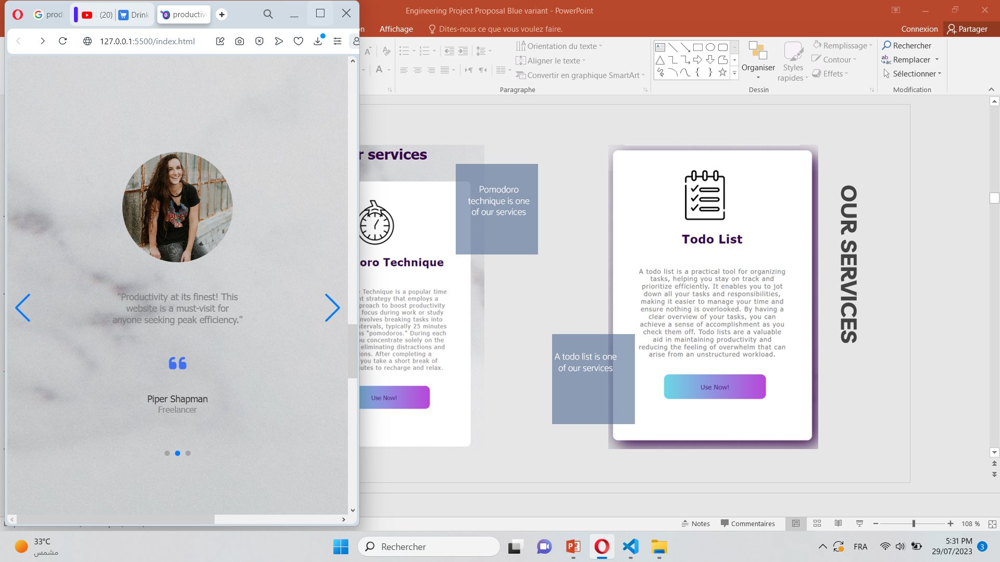 prod
(20)
Drink
productiv
127.0.0.1:5500/index.html
"Productivity at its finest! This
website is a must-visit for
anyone seeking peak efficiency."
Piper Shapman
Freelancer
Engineering Project Proposal Blue variant - PowerPoint
Affichage
Dites-nous ce que vous voulez faire.
Connexion
Partager
Orientation du texte
Aligner le texte
Convertir en graphique SmartArt
Paragraphe
Organiser
Styles
rapides
Remplissage
Contour
Effets
Dessin
Rechercher
Remplacer
Sélectionner
Modification
r services
Pomodoro
technique is one
of our services
oro Technique
Technique is a popular time
nt strategy that employs a
proach to boost productivity
focus during work or study
nvolves breaking tasks into
ntervals, typically 25 minutes
s "pomodoros." During each
ou concentrate solely on the
eliminating distractions and
ons. After completing a
you take a short break of
utes to recharge and relax.
Use Now!
A todo list is one
of our services
Todo List
A todo list is a practical tool for organizing
tasks, helping you stay on track and
prioritize efficiently. It enables you to jot
down all your tasks and responsibilities,
making it easier to manage your time and
ensure nothing is overlooked. By having a
clear overview of your tasks, you can
achieve a sense of accomplishment as you
check them off. Todo lists are a valuable
aid in maintaining productivity and
reducing the feeling of overwhelm that can
arise from an unstructured workload.
Use Now!
OUR SERVICES
Notes
Commentaires
108 %
33°C
مشمس
Rechercher
FRA
5:31 PM
29/07/2023
3